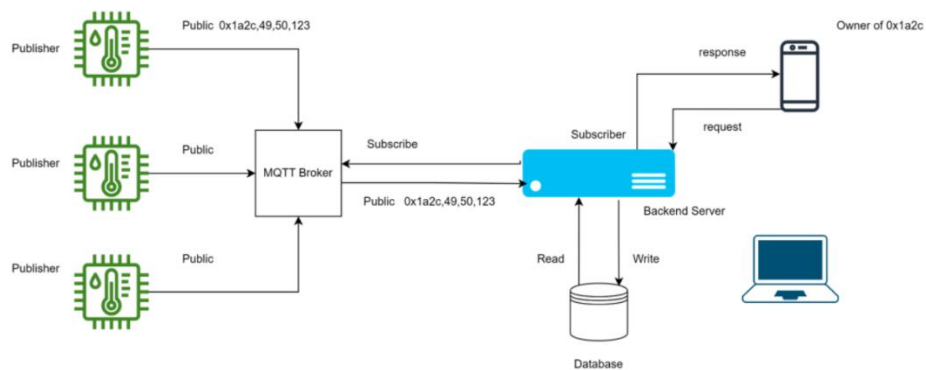 Public 0x1a2c,49,50,123
Owner of 0x1a2c
Publisher
response
request
Publisher
Public
Subscribe
Subscriber
MQTT Broker
Public 0x1a2c,49,50,123
Backend Server
Publisher
Public
Read
Write
Database